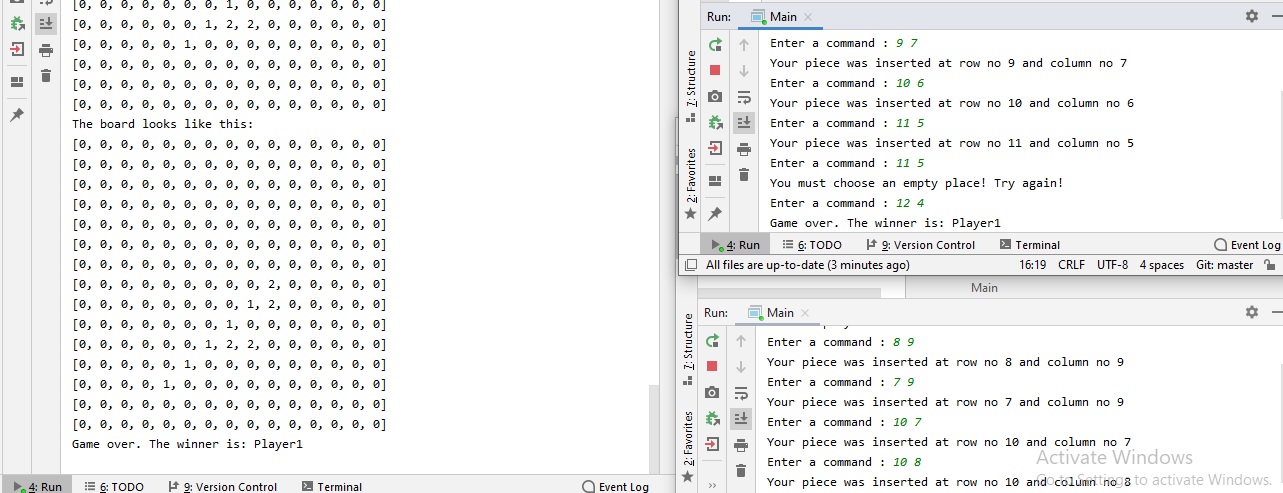 [0, 0, 0, 0, 0, 0, 0, 1, 0, 0, 0, 0, 0, 0, 0]
[0, 0, 0, 0, 0, 0, 1, 2, 2, 0, 0, 0, 0, 0, 0]
[0, 0, 0, 0, 0, 1, 0, 0, 0, 0, 0, 0, 0, 0, 0]
[0, 0, 0, 0, 0, 0, 0, 0, 0, 0, 0, 0, 0, 0, 0]
[0, 0, 0, 0, 0, 0, 0, 0, 0, 0, 0, 0, 0, 0, 0]
[0, 0, 0, 0, 0, 0, 0, 0, 0, 0, 0, 0, 0, 0, 0]
The board looks like this:
[0, 0, 0, 0, 0, 0, 0, 0, 0, 0, 0, 0, 0, 0, 0]
[0, 0, 0, 0, 0, 0, 0, 0, 0, 0, 0, 0, 0, 0, 0]
[0, 0, 0, 0, 0, 0, 0, 0, 0, 0, 0, 0, 0, 0, 0]
[0, 0, 0, 0, 0, 0, 0, 0, 0, 0, 0, 0, 0, 0, 0]
[0, 0, 0, 0, 0, 0, 0, 0, 0, 0, 0, 0, 0, 0, 0]
[0, 0, 0, 0, 0, 0, 0, 0, 0, 0, 0, 0, 0, 0, 0]
[0, 0, 0, 0, 0, 0, 0, 0, 0, 0, 0, 0, 0, 0, 0]
[0, 0, 0, 0, 0, 0, 0, 0, 0, 2, 0, 0, 0, 0, 0]
[0, 0, 0, 0, 0, 0, 0, 0, 1, 2, 0, 0, 0, 0, 0]
[0, 0, 0, 0, 0, 0, 0, 1, 0, 0, 0, 0, 0, 0, 0]
[0, 0, 0, 0, 0, 0, 1, 2, 2, 0, 0, 0, 0, 0, 0]
[0, 0, 0, 0, 0, 1, 0, 0, 0, 0, 0, 0, 0, 0, 0]
[0, 0, 0, 0, 1, 0, 0, 0, 0, 0, 0, 0, 0, 0, 0]
[0, 0, 0, 0, 0, 0, 0, 0, 0, 0, 0, 0, 0, 0, 0]
[0, 0, 0, 0, 0, 0, 0, 0, 0, 0, 0, 0, 0, 0, 0]
Game over. The winner is: Player1
4: Run 6: TODO 9: Version Control Terminal Event Log
Run: Main
7: Structure
2: Favorites
Enter a command : 9 7
Your piece was inserted at row no 9 and column no 7
Enter a command : 10 6
Your piece was inserted at row no 10 and column no 6
Enter a command : 11 5
Your piece was inserted at row no 11 and column no 5
Enter a command : 11 5
You must choose an empty place! Try again!
Enter a command : 12 4
Game over. The winner is: Player1
4: Run 6: TODO 9: Version Control Terminal Event Log
All files are up-to-date (3 minutes ago) 16:19 CRLF UTF-8 4 spaces Git: master
Main
Run: Main
7: Structure
2: Favorites
Enter a command : 8 9
Your piece was inserted at row no 8 and column no 9
Enter a command : 7 9
Your piece was inserted at row no 7 and column no 9
Enter a command : 10 7
Your piece was inserted at row no 10 and column no 7
Enter a command : 10 8
Your piece was inserted at row no 10 and column no 8
Activate Windows
Go to Settings to activate Windows.